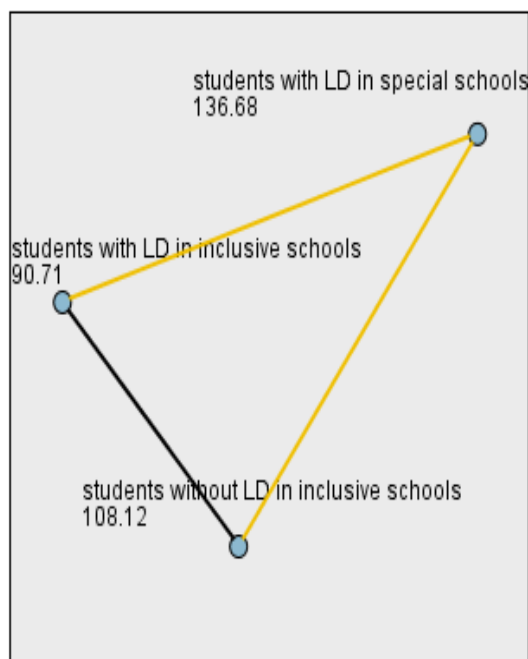 students with LD in special schools
136.68
students with LD in inclusive schools
90.71
students without LD in inclusive schools
108.12